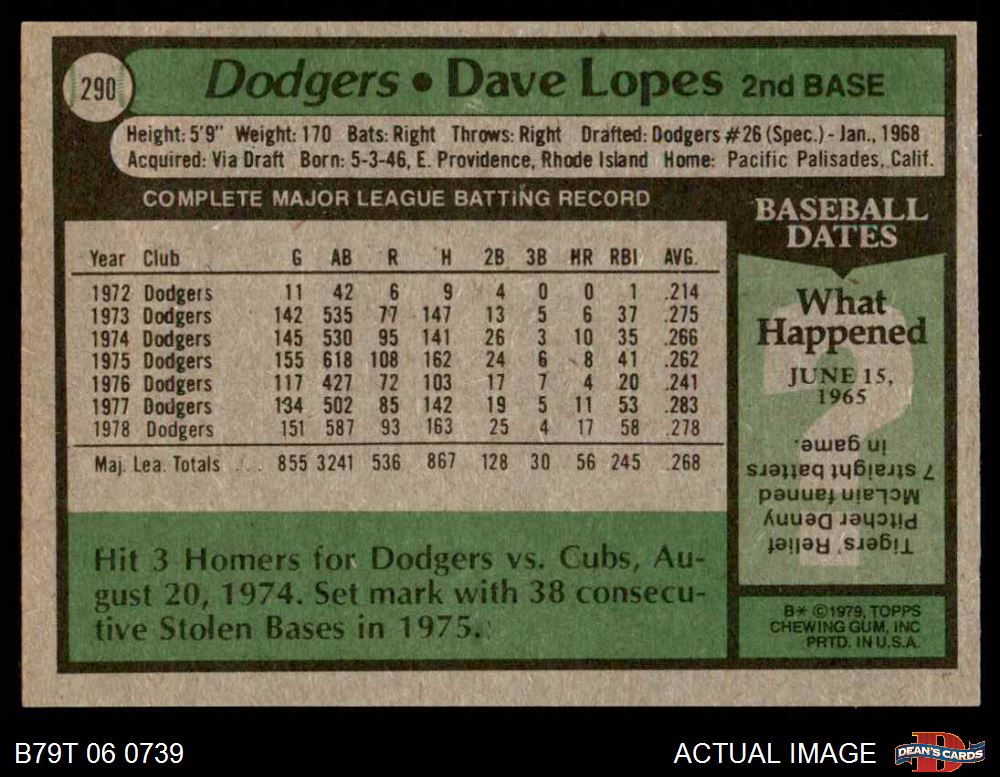 290
Dodgers • Dave Lopes 2nd BASE
Height: 5'9" Weight: 170 Bats: Right Throws: Right Drafted: Dodgers #26 (Spec.) - Jan., 1968
Acquired: Via Draft Born: 5-3-46, E. Providence, Rhode Island Home: Pacific Palisades, Calif.
COMPLETE MAJOR LEAGUE BATTING RECORD
Year Club G AB R H 2B 3B HR RBI AVG.
1972 Dodgers 11 42 6 9 4 0 0 1 .214
1973 Dodgers 142 535 77 147 13 5 6 37 .275
1974 Dodgers 145 530 95 141 26 3 10 35 .266
1975 Dodgers 155 618 108 162 24 6 8 41 .262
1976 Dodgers 117 427 72 103 17 7 4 20 .241
1977 Dodgers 134 502 85 142 19 5 11 53 .283
1978 Dodgers 151 587 93 163 25 4 17 58 .278
Maj. Lea. Totals ... 855 3241 536 867 128 30 56 245 .268
Hit 3 Homers for Dodgers vs. Cubs, Au-
gust 20, 1974. Set mark with 38 consecu-
tive Stolen Bases in 1975.
BASEBALL
DATES
What
Happened
JUNE 15,
1965
?
Tigers' Relief
Pitcher Denny
McLain fanned
7 straight batters
in game.
B* ©1979, TOPPS
CHEWING GUM, INC
PRTD. IN U.S.A.
B79T 06 0739
ACTUAL IMAGE
D
DEAN'S CARDS